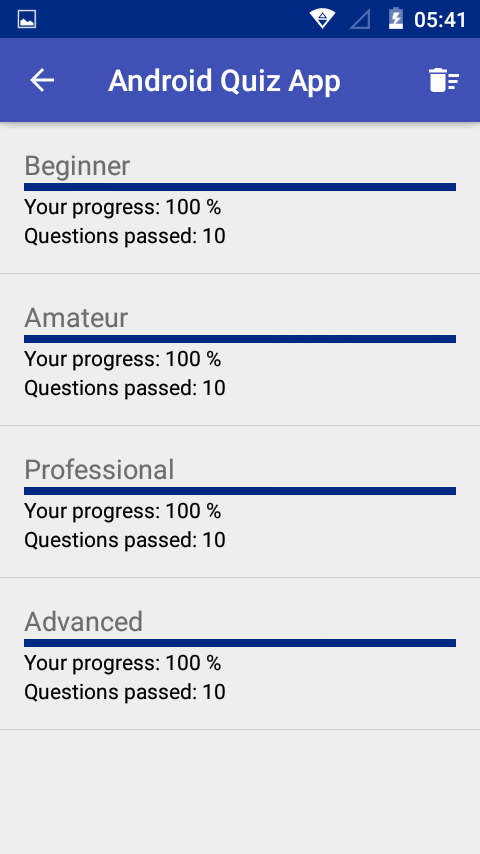 05:41
Android Quiz App
Beginner
Your progress: 100 %
Questions passed: 10
Amateur
Your progress: 100 %
Questions passed: 10
Professional
Your progress: 100 %
Questions passed: 10
Advanced
Your progress: 100 %
Questions passed: 10